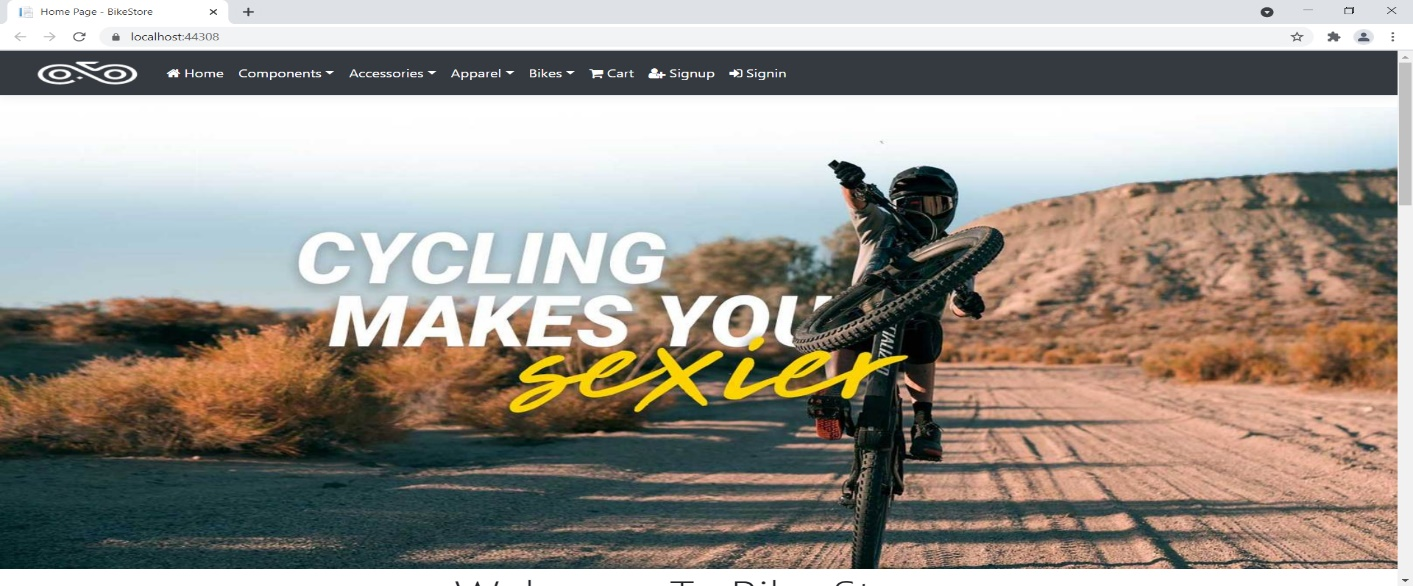 Home Page - BikeStore
localhost:44308
Home Components Accessories Apparel Bikes Cart Signup Signin
CYCLING
MAKES YOU
sexier